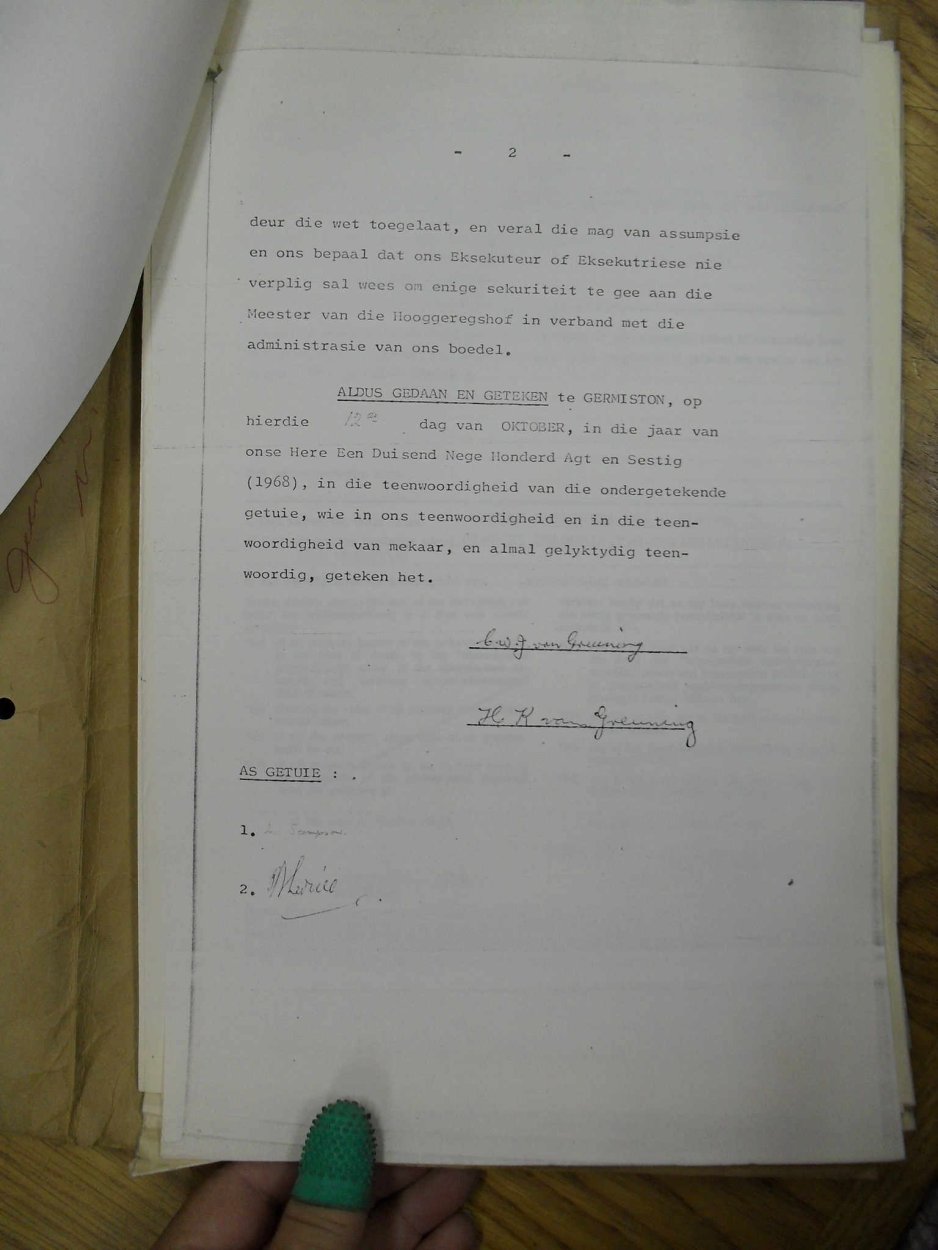 - 2 -
deur die wet toegelaat, en veral die mag van assumpsie
en ons bepaal dat ons Eksekuteur of Eksekutriese nie
verplig sal wees om enige sekuriteit te gee aan die
Meester van die Hooggeregshof in verband met die
administrasie van ons boedel.
ALDUS GEDAAN EN GETEKEN te GERMISTON, op
hierdie 12de dag van OKTOBER, in die jaar van
onse Here Een Duisend Nege Honderd Agt en Sestig
(1968), in die teenwoordigheid van die ondergetekende
getuie, wie in ons teenwoordigheid en in die teen-
woordigheid van mekaar, en almal gelyktydig teen-
woordig, geteken het.
C W J van Greuning
H. K van Greuning
AS GETUIE : .
1.
2.